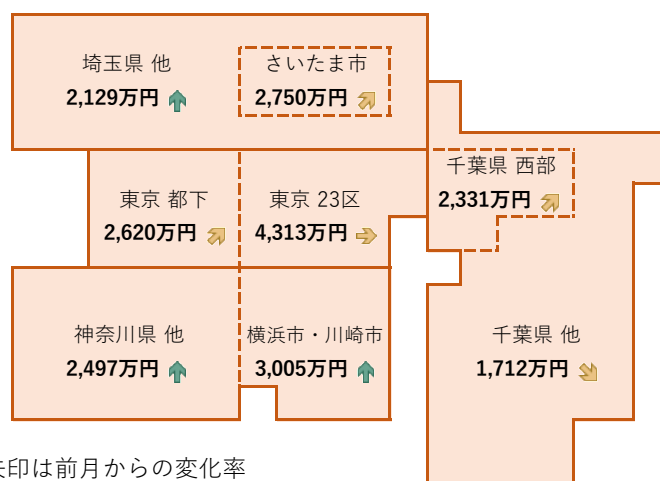 埼玉県 他
2,129万円
さいたま市
2,750万円
千葉県 西部
2,331万円
東京 都下
2,620万円
東京 23区
4,313万円
神奈川県 他
2,497万円
横浜市・川崎市
3,005万円
千葉県 他
1,712万円
矢印は前月からの変化率